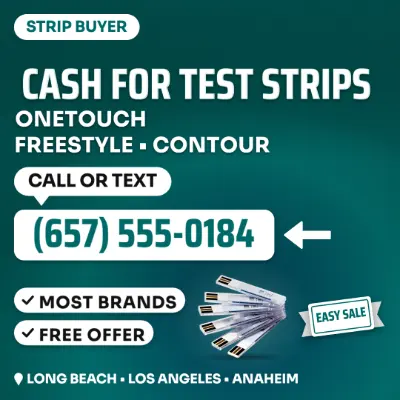 STRIP BUYER
CASH FOR TEST STRIPS
ONETOUCH
FREESTYLE ▪ CONTOUR
CALL OR TEXT
(657) 555-0184
✓ MOST BRANDS
✓ FREE OFFER
EASY SALE
LONG BEACH ▪ LOS ANGELES ▪ ANAHEIM